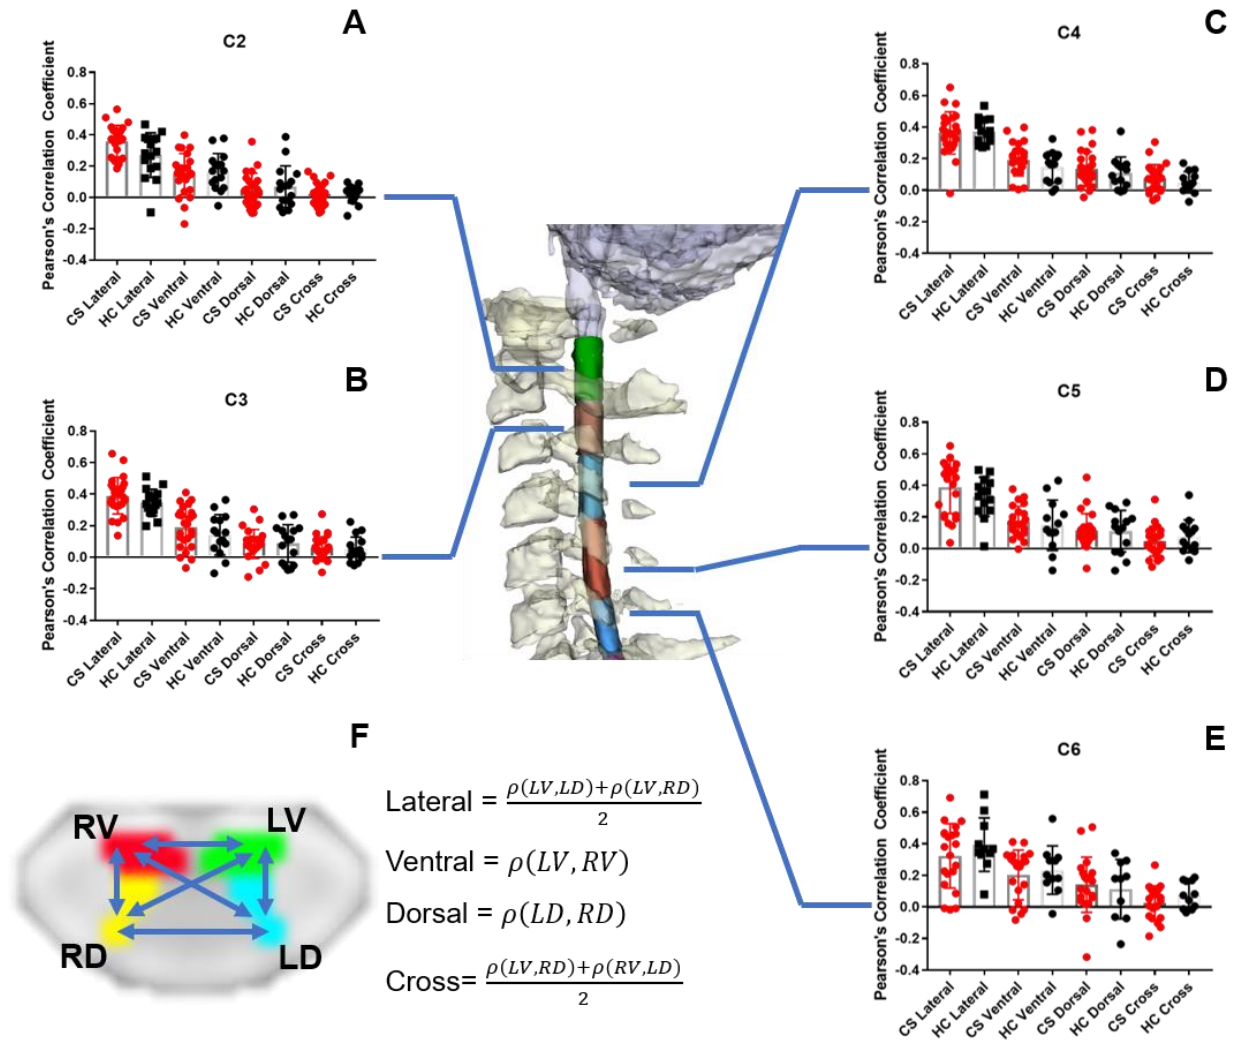 A
C2
Pearson's Correlation Coefficient
0.8
0.6
0.4
0.2
0.0
-0.2
-0.4
CS Lateral
HC Lateral
CS Ventral
HC Ventral
CS Dorsal
HC Dorsal
CS Cross
HC Cross
B
C3
Pearson's Correlation Coefficient
0.8
0.6
0.4
0.2
0.0
-0.2
-0.4
CS Lateral
HC Lateral
CS Ventral
HC Ventral
CS Dorsal
HC Dorsal
CS Cross
HC Cross
C
C4
Pearson's Correlation Coefficient
0.8
0.6
0.4
0.2
0.0
-0.2
-0.4
CS Lateral
HC Lateral
CS Ventral
HC Ventral
CS Dorsal
HC Dorsal
CS Cross
HC Cross
D
C5
Pearson's Correlation Coefficient
0.8
0.6
0.4
0.2
0.0
-0.2
-0.4
CS Lateral
HC Lateral
CS Ventral
HC Ventral
CS Dorsal
HC Dorsal
CS Cross
HC Cross
E
C6
Pearson's Correlation Coefficient
0.8
0.6
0.4
0.2
0.0
-0.2
-0.4
CS Lateral
HC Lateral
CS Ventral
HC Ventral
CS Dorsal
HC Dorsal
CS Cross
HC Cross
F
RV
LV
RD
LD
Lateral = ρ(LV,LD)+ρ(LV,RD)
2
Ventral = ρ(LV, RV)
Dorsal = ρ(LD, RD)
Cross= ρ(LV,RD)+ρ(RV,LD)
2